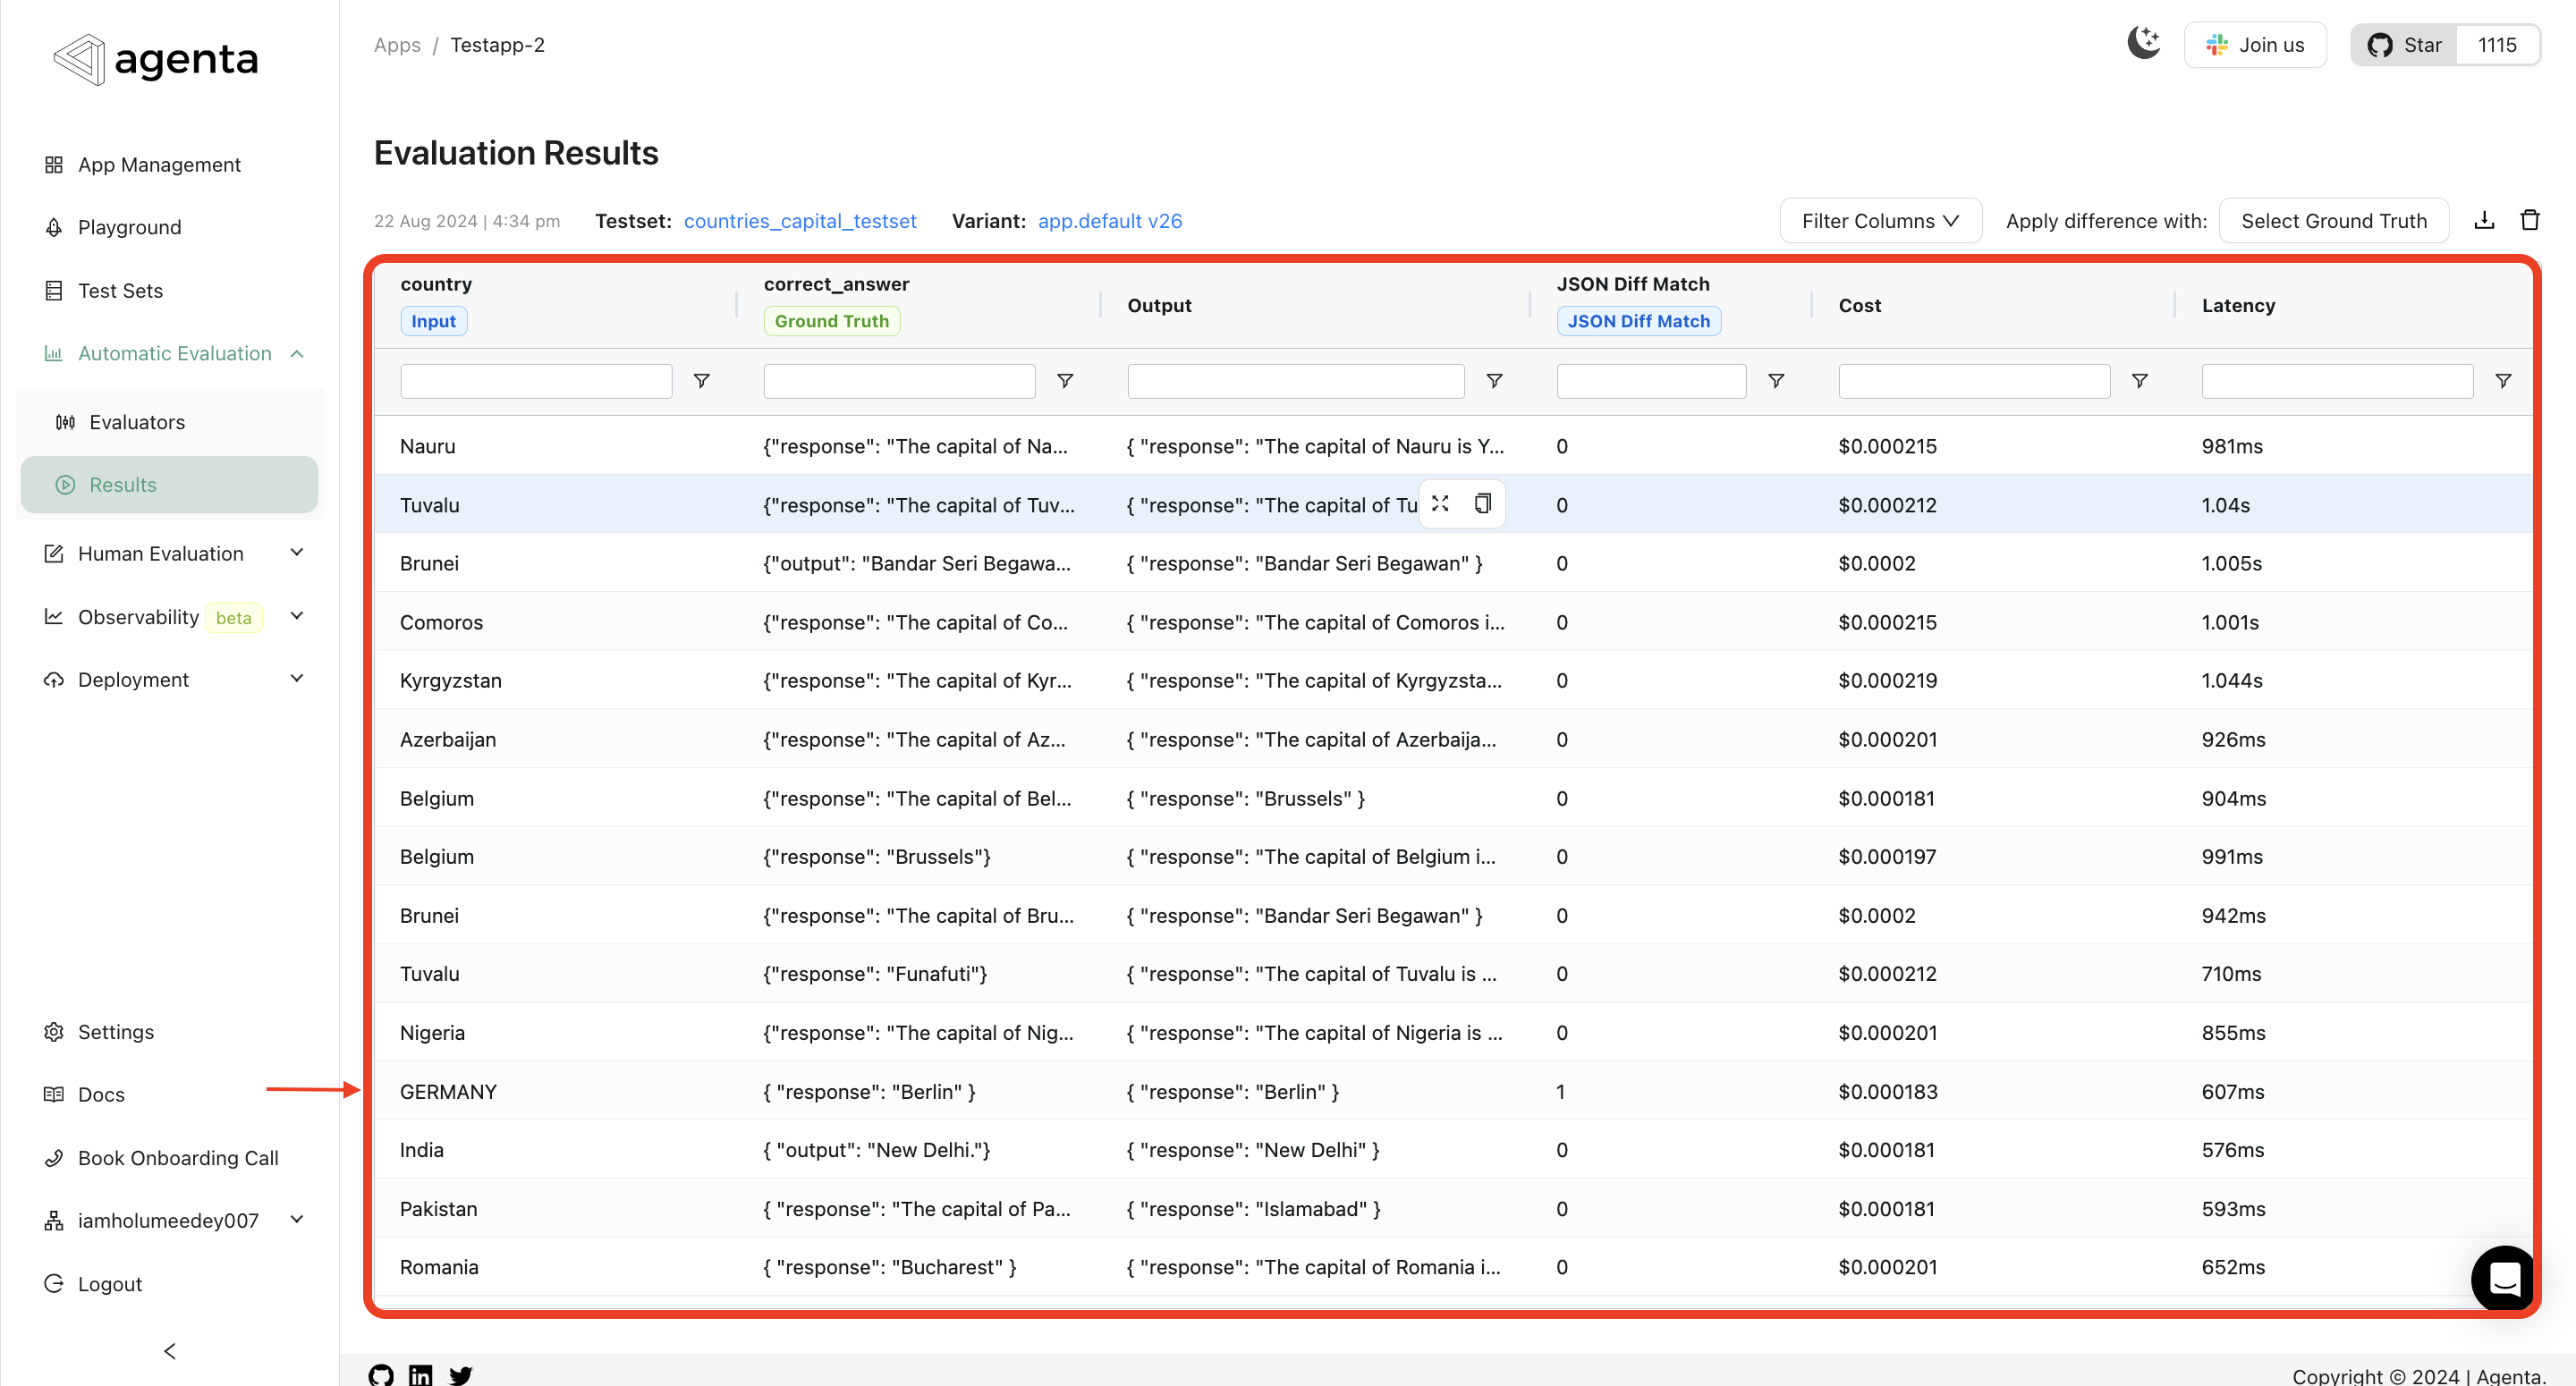 agenta
App Management
Playground
Test Sets
Automatic Evaluation
Evaluators
Results
Human Evaluation
Observability beta
Deployment
Settings
Docs
Book Onboarding Call
iamholumeedey007
Logout
Apps / Testapp-2
Join us
Star 1115
Evaluation Results
22 Aug 2024 | 4:34 pm Testset: countries_capital_testset Variant: app.default v26
Filter Columns Apply difference with: Select Ground Truth
country Input correct_answer Ground Truth Output JSON Diff Match JSON Diff Match Cost Latency
Nauru {"response": "The capital of Na... { "response": "The capital of Nauru is Y... 0 $0.000215 981ms
Tuvalu {"response": "The capital of Tuv... { "response": "The capital of Tu 0 $0.000212 1.04s
Brunei {"output": "Bandar Seri Begawa... { "response": "Bandar Seri Begawan" } 0 $0.0002 1.005s
Comoros {"response": "The capital of Co... { "response": "The capital of Comoros i... 0 $0.000215 1.001s
Kyrgyzstan {"response": "The capital of Kyr... { "response": "The capital of Kyrgyzsta... 0 $0.000219 1.044s
Azerbaijan {"response": "The capital of Az... { "response": "The capital of Azerbaija... 0 $0.000201 926ms
Belgium {"response": "The capital of Bel... { "response": "Brussels" } 0 $0.000181 904ms
Belgium {"response": "Brussels"} { "response": "The capital of Belgium i... 0 $0.000197 991ms
Brunei {"response": "The capital of Bru... { "response": "Bandar Seri Begawan" } 0 $0.0002 942ms
Tuvalu {"response": "Funafuti"} { "response": "The capital of Tuvalu is ... 0 $0.000212 710ms
Nigeria {"response": "The capital of Nig... { "response": "The capital of Nigeria is ... 0 $0.000201 855ms
GERMANY { "response": "Berlin" } { "response": "Berlin" } 1 $0.000183 607ms
India { "output": "New Delhi."} { "response": "New Delhi" } 0 $0.000181 576ms
Pakistan { "response": "The capital of Pa... { "response": "Islamabad" } 0 $0.000181 593ms
Romania { "response": "Bucharest" } { "response": "The capital of Romania i... 0 $0.000201 652ms
Copyright © 2024 | Agenta.